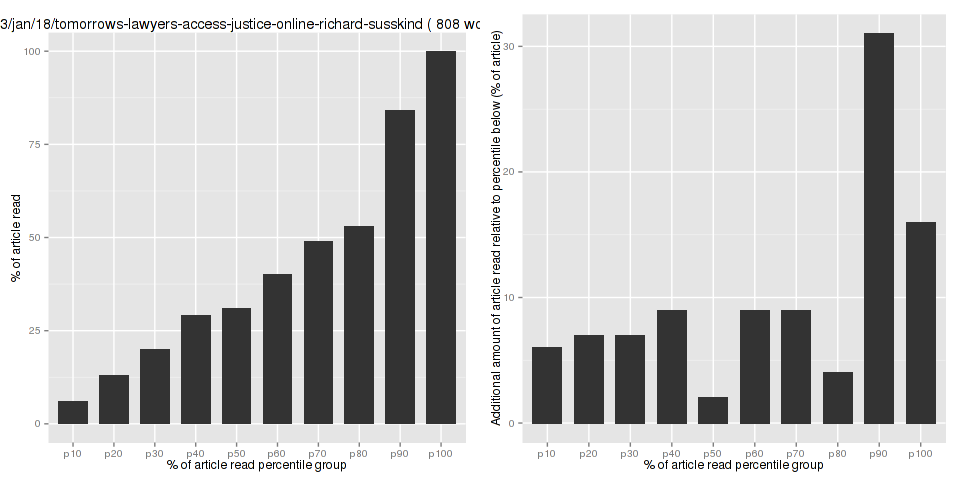 3/jan/18/tomorrows-lawyers-access-justice-online-richard-susskind ( 808 wo
% of article read
100
75
50
25
0
p10 p20 p30 p40 p50 p60 p70 p80 p90 p100
% of article read percentile group
Additional amount of article read relative to percentile below (% of article)
30
20
10
0
p10 p20 p30 p40 p50 p60 p70 p80 p90 p100
% of article read percentile group